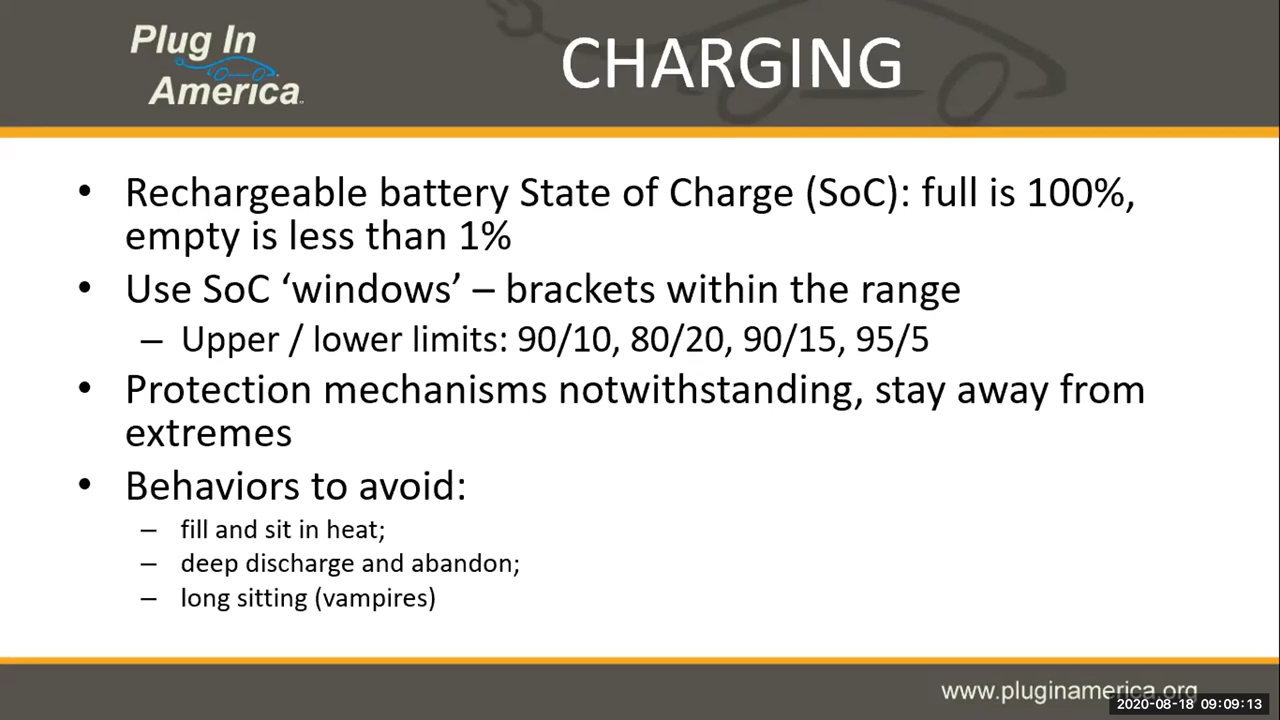 Plug In
America
CHARGING
• Rechargeable battery State of Charge (SoC): full is 100%,
empty is less than 1%
• Use SoC ‘windows’ – brackets within the range
– Upper / lower limits: 90/10, 80/20, 90/15, 95/5
• Protection mechanisms notwithstanding, stay away from
extremes
• Behaviors to avoid:
– fill and sit in heat;
– deep discharge and abandon;
– long sitting (vampires)
www.pluginamerica.org
2020-08-18 09:09:13